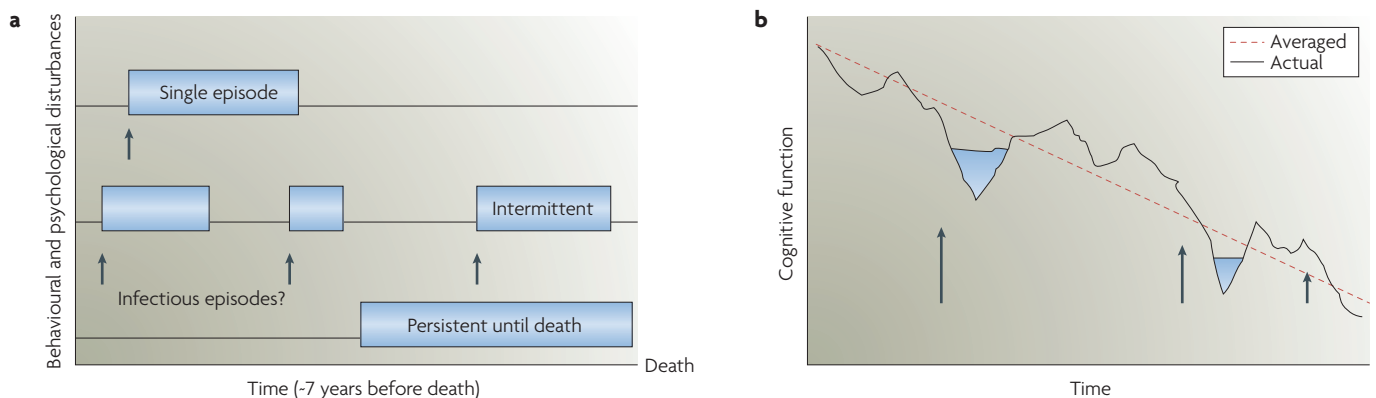 a
Behavioural and psychological disturbances
Single episode
Intermittent
Infectious episodes?
Persistent until death
Death
Time (~7 years before death)
b
Cognitive function
Averaged
Actual
Time